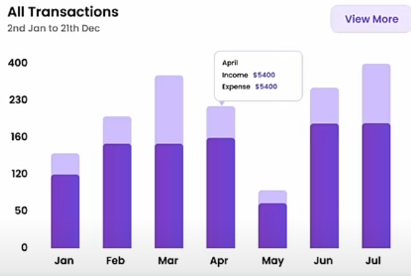 All Transactions
View More
2nd Jan to 21th Dec
400
230
160
120
50
0
April
Income $5400
Expense $5400
Jan Feb Mar Apr May Jun Jul